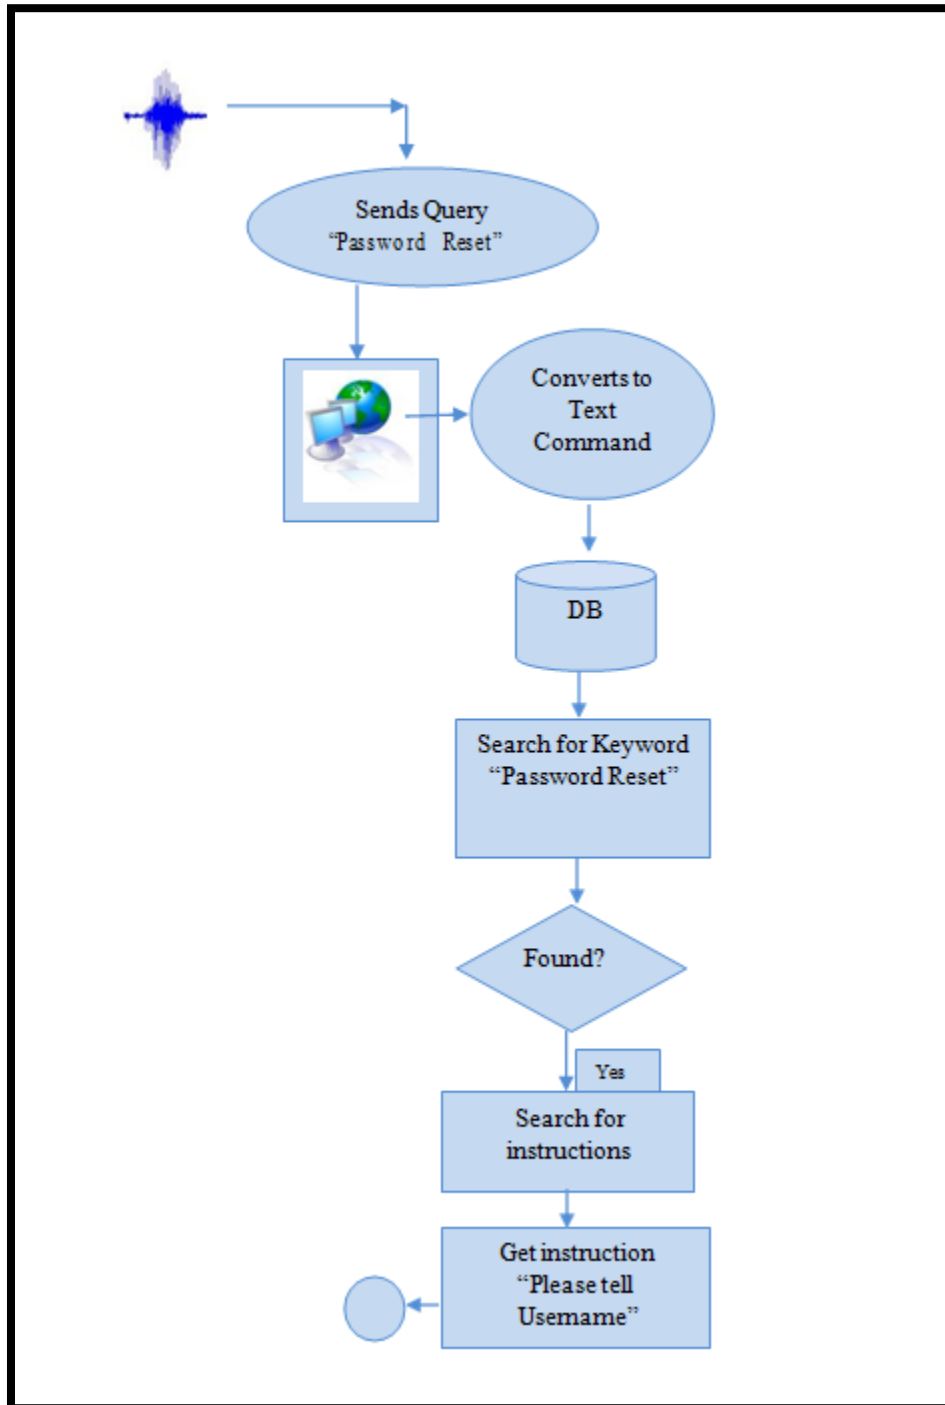 Sends Query
“Password Reset”
Converts to
Text
Command
DB
Search for Keyword
“Password Reset”
Found?
Yes
Search for
instructions
Get instruction
“Please tell
Username”